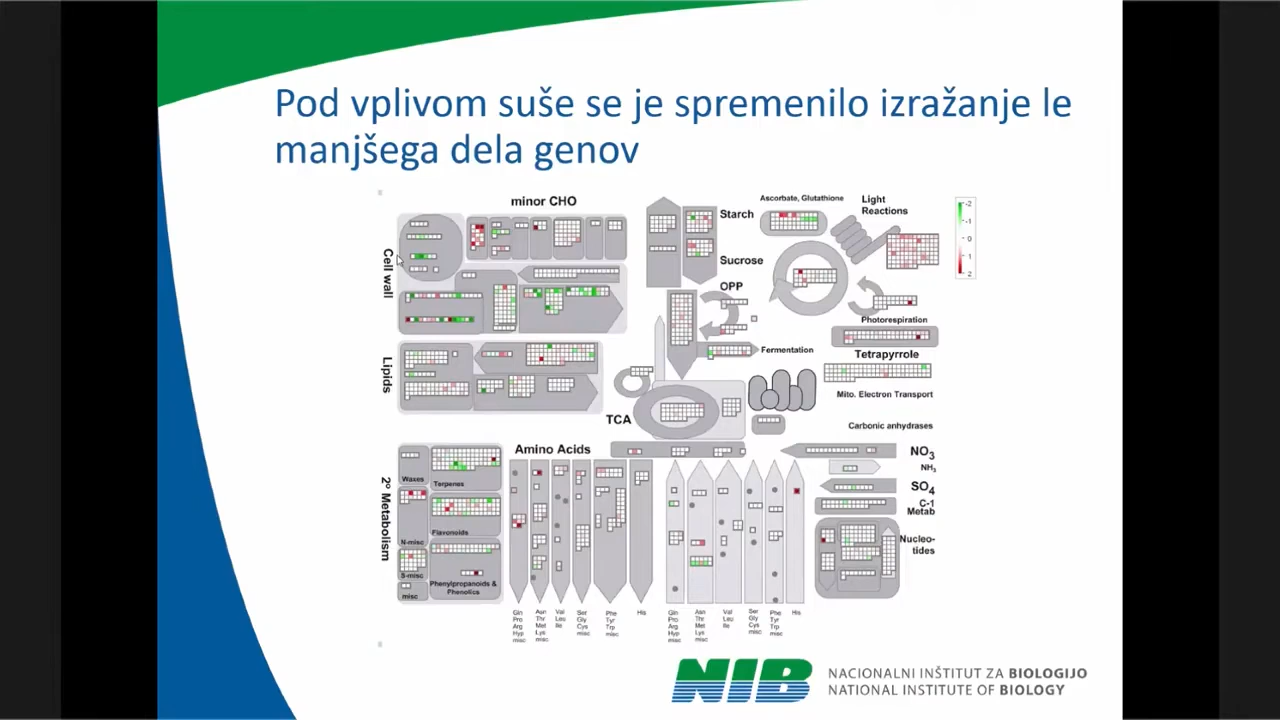 Pod vplivom suše se je spremenilo izražanje le
manjšega dela genov
minor CHO
Cell wall
Lipids
2° Metabolism
Starch
Sucrose
OPP
Fermentation
TCA
Ascorbate, Glutathione
Light
Reactions
-2
-1
0
1
2
Photorespiration
Tetrapyrrole
Mito. Electron Transport
Carbonic anhydrases
Amino Acids
NO3
NH3
SO4
C-1
Metab
Nucleo-
tides
Waxes
Terpenes
Flavonoids
N-misc
S-misc
misc
Phenylpropanoids &
Phenolics
Gln
Pro
Arg
Hyp
misc
Asn
Thr
Met
Lys
misc
Val
Leu
Ile
Ser
Gly
Cys
misc
Phe
Tyr
Trp
misc
His
Gln
Pro
Arg
Hyp
misc
Asn
Thr
Met
Lys
misc
Val
Leu
Ile
Ser
Gly
Cys
misc
Phe
Tyr
Trp
misc
His
NIB
NACIONALNI INŠTITUT ZA BIOLOGIJO
NATIONAL INSTITUTE OF BIOLOGY